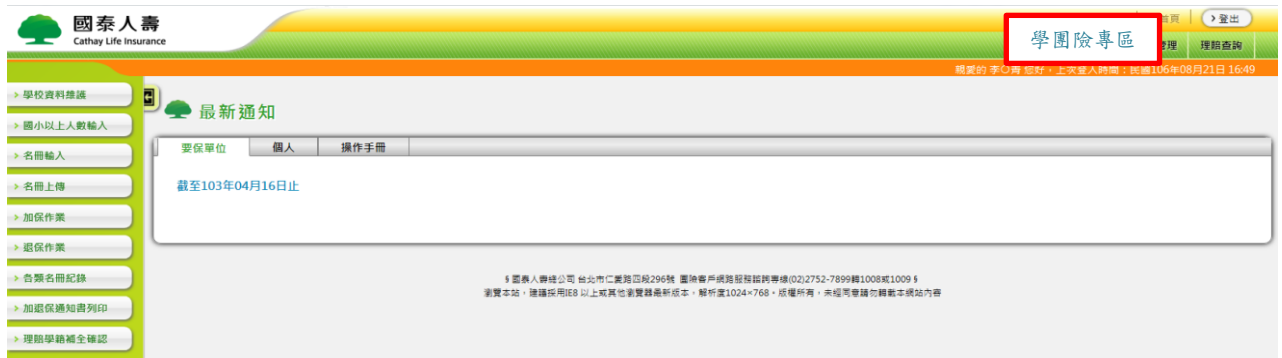 國泰人壽
Cathay Life Insurance
首頁
登出
學團險專區
管理
理賠查詢
親愛的 李○青 您好，上次登入時間：民國106年08月21日 16:49
學校資料維護
國小以上人數輸入
名冊輸入
名冊上傳
加保作業
退保作業
各類名冊紀錄
加退保通知書列印
理賠學籍補全確認
最新通知
要保單位
個人
操作手冊
截至103年04月16日止
§ 國泰人壽總公司 台北市仁愛路四段296號 團險客戶網路服務諮詢專線(02)2752-7899轉1008或1009 §
瀏覽本站，建議採用IE8 以上或其他瀏覽器最新版本，解析度1024×768。版權所有，未經同意請勿轉載本網站內容